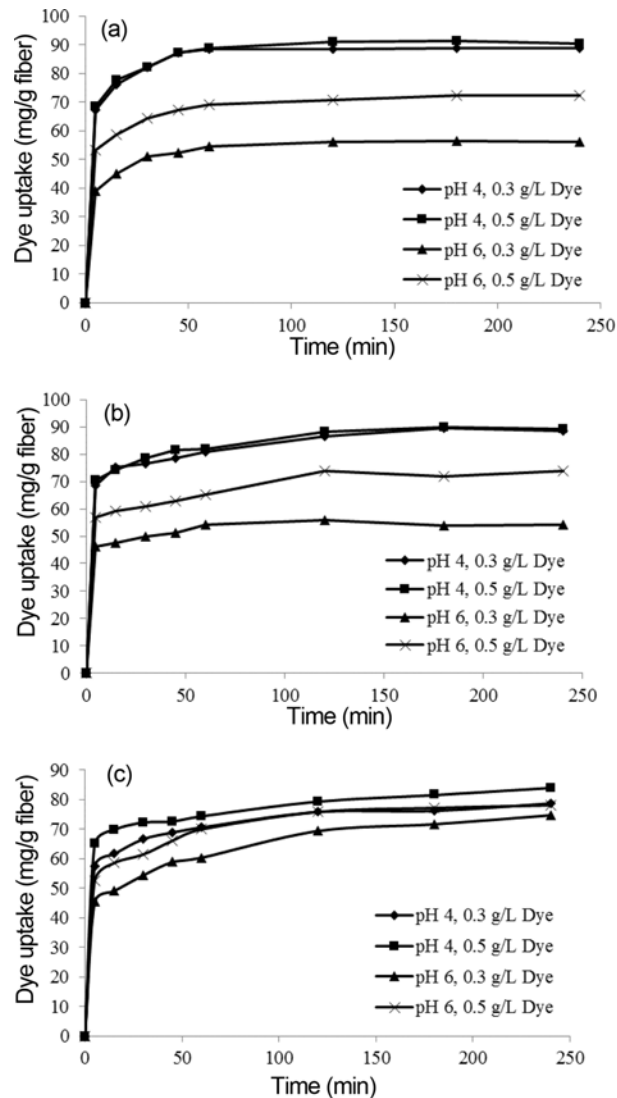 (a)
Dye uptake (mg/g fiber)
100
90
80
70
60
50
40
30
20
10
0
pH 4, 0.3 g/L Dye
pH 4, 0.5 g/L Dye
pH 6, 0.3 g/L Dye
pH 6, 0.5 g/L Dye
0 50 100 150 200 250
Time (min)
(b)
Dye uptake (mg/g fiber)
100
90
80
70
60
50
40
30
20
10
0
pH 4, 0.3 g/L Dye
pH 4, 0.5 g/L Dye
pH 6, 0.3 g/L Dye
pH 6, 0.5 g/L Dye
0 50 100 150 200 250
Time (min)
(c)
Dye uptake (mg/g fiber)
90
80
70
60
50
40
30
20
10
0
pH 4, 0.3 g/L Dye
pH 4, 0.5 g/L Dye
pH 6, 0.3 g/L Dye
pH 6, 0.5 g/L Dye
0 50 100 150 200 250
Time (min)